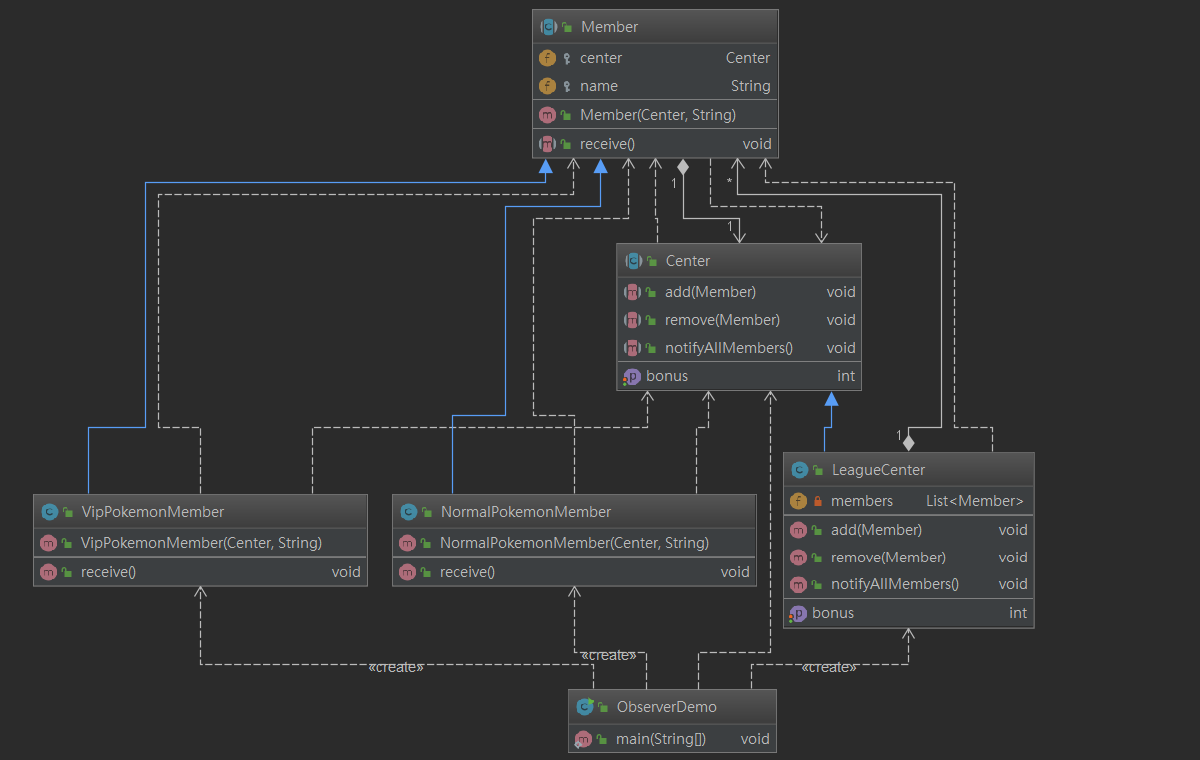 Member
center Center
name String
Member(Center, String)
receive() void
1 *
1
Center
add(Member) void
remove(Member) void
notifyAllMembers() void
bonus int
1
LeagueCenter
members List<Member>
add(Member) void
remove(Member) void
notifyAllMembers() void
bonus int
VipPokemonMember
VipPokemonMember(Center, String)
receive() void
NormalPokemonMember
NormalPokemonMember(Center, String)
receive() void
«create» «create» «create»
ObserverDemo
main(String[]) void